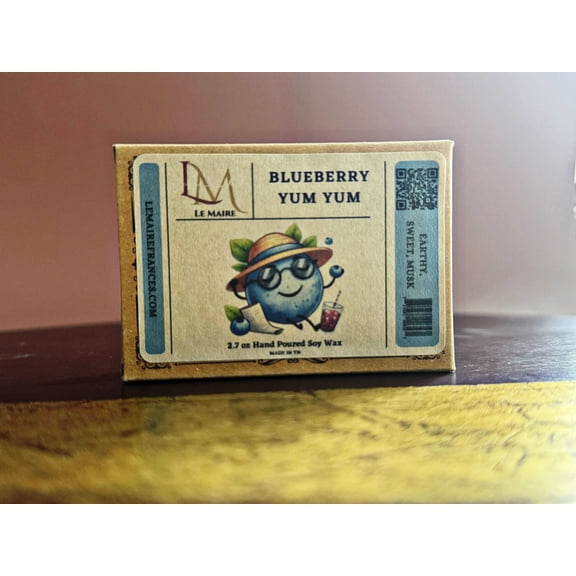 LEMAIREFRANCES.COM
LM
LE MAIRE
BLUEBERRY
YUM YUM
2.7 oz Hand Poured Soy Wax
MADE IN TN
EARTHY,
SWEET, MUSK